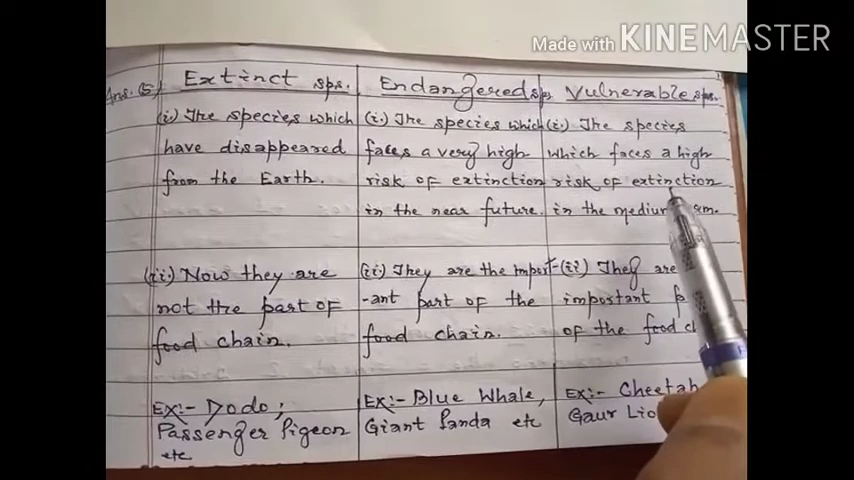 Made with KINEMASTER
Ans.(5)
Extinct sps.
(i) The species which
have disappeared
from the Earth.
(ii) Now they are
not the part of
food chain.
EX:- Dodo;
Passenger Pigeon
etc
Endangered sps.
(i.) The species which
faces a very high
risk of extinction
in the near future.
(ii) They are the import-
-ant part of the
food chain.
EX:- Blue Whale,
Giant Panda etc
Vulnerable sps.
(i.) The species
which faces a high
risk of extinction
in the
(ii) They are
important
of the food
EX:- Cheetah
Gaur